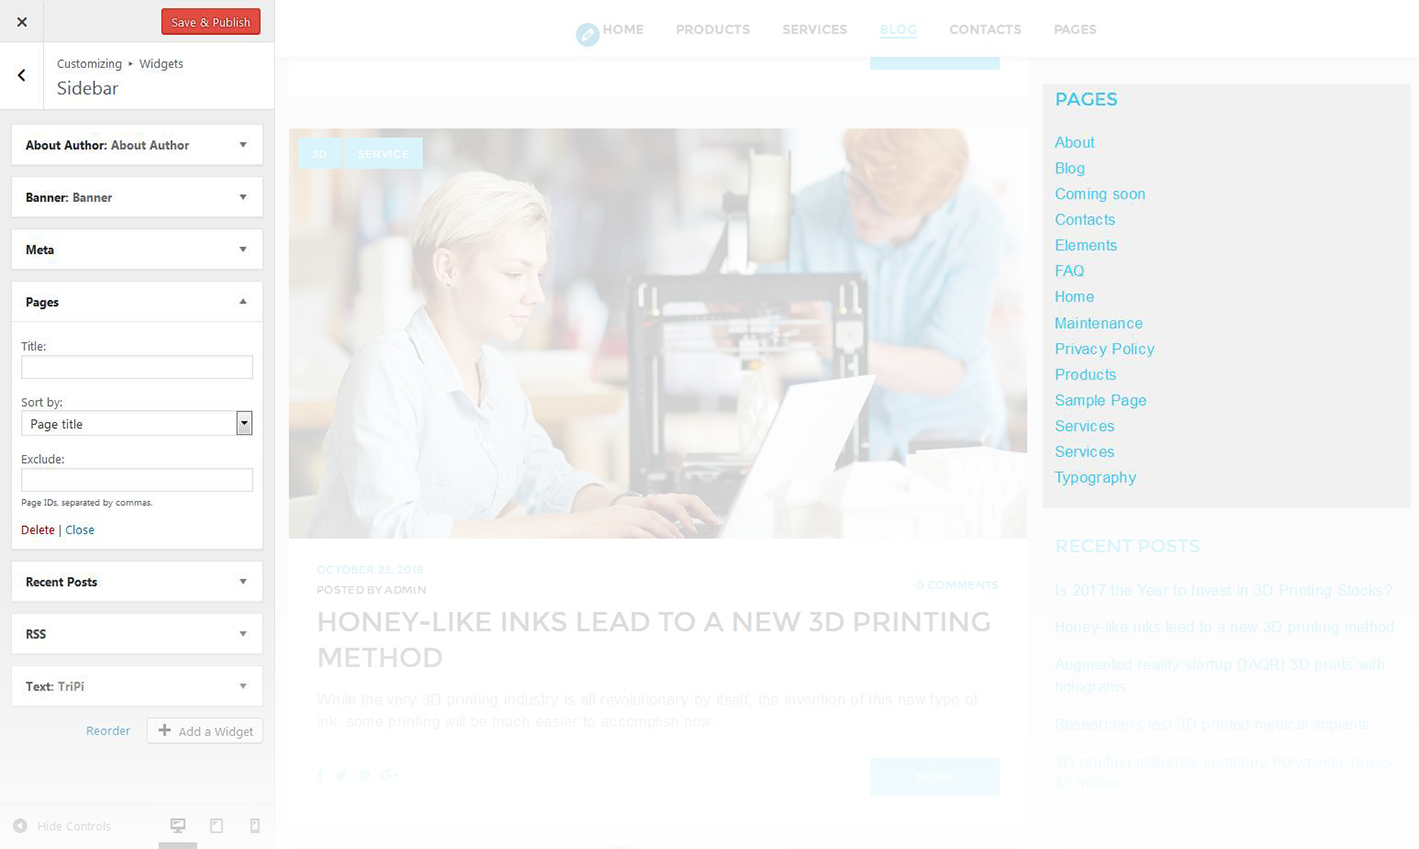 Save & Publish
Customizing ▸ Widgets
Sidebar
About Author: About Author
Banner: Banner
Meta
Pages
Title:
Sort by:
Page title
Exclude:
Page IDs, separated by commas.
Delete | Close
Recent Posts
RSS
Text: TriPi
Reorder
Add a Widget
Hide Controls
HOME PRODUCTS SERVICES BLOG CONTACTS PAGES
3D SERVICE
OCTOBER 25, 2016
POSTED BY ADMIN
0 COMMENTS
HONEY-LIKE INKS LEAD TO A NEW 3D PRINTING
METHOD
While the very 3D printing industry is all revolutionary by itself, the invention of this new type of
ink, some printing will be much easier to accomplish now.
MORE
PAGES
About
Blog
Coming soon
Contacts
Elements
FAQ
Home
Maintenance
Privacy Policy
Products
Sample Page
Services
Services
Typography
RECENT POSTS
Is 2017 the Year to Invest in 3D Printing Stocks?
Honey-like inks lead to a new 3D printing method
Augmented reality startup DAQRI 3D prints with
holograms
Researchers test 3D printed medical implants
3D printing materials company Polymaker raises
$5 million